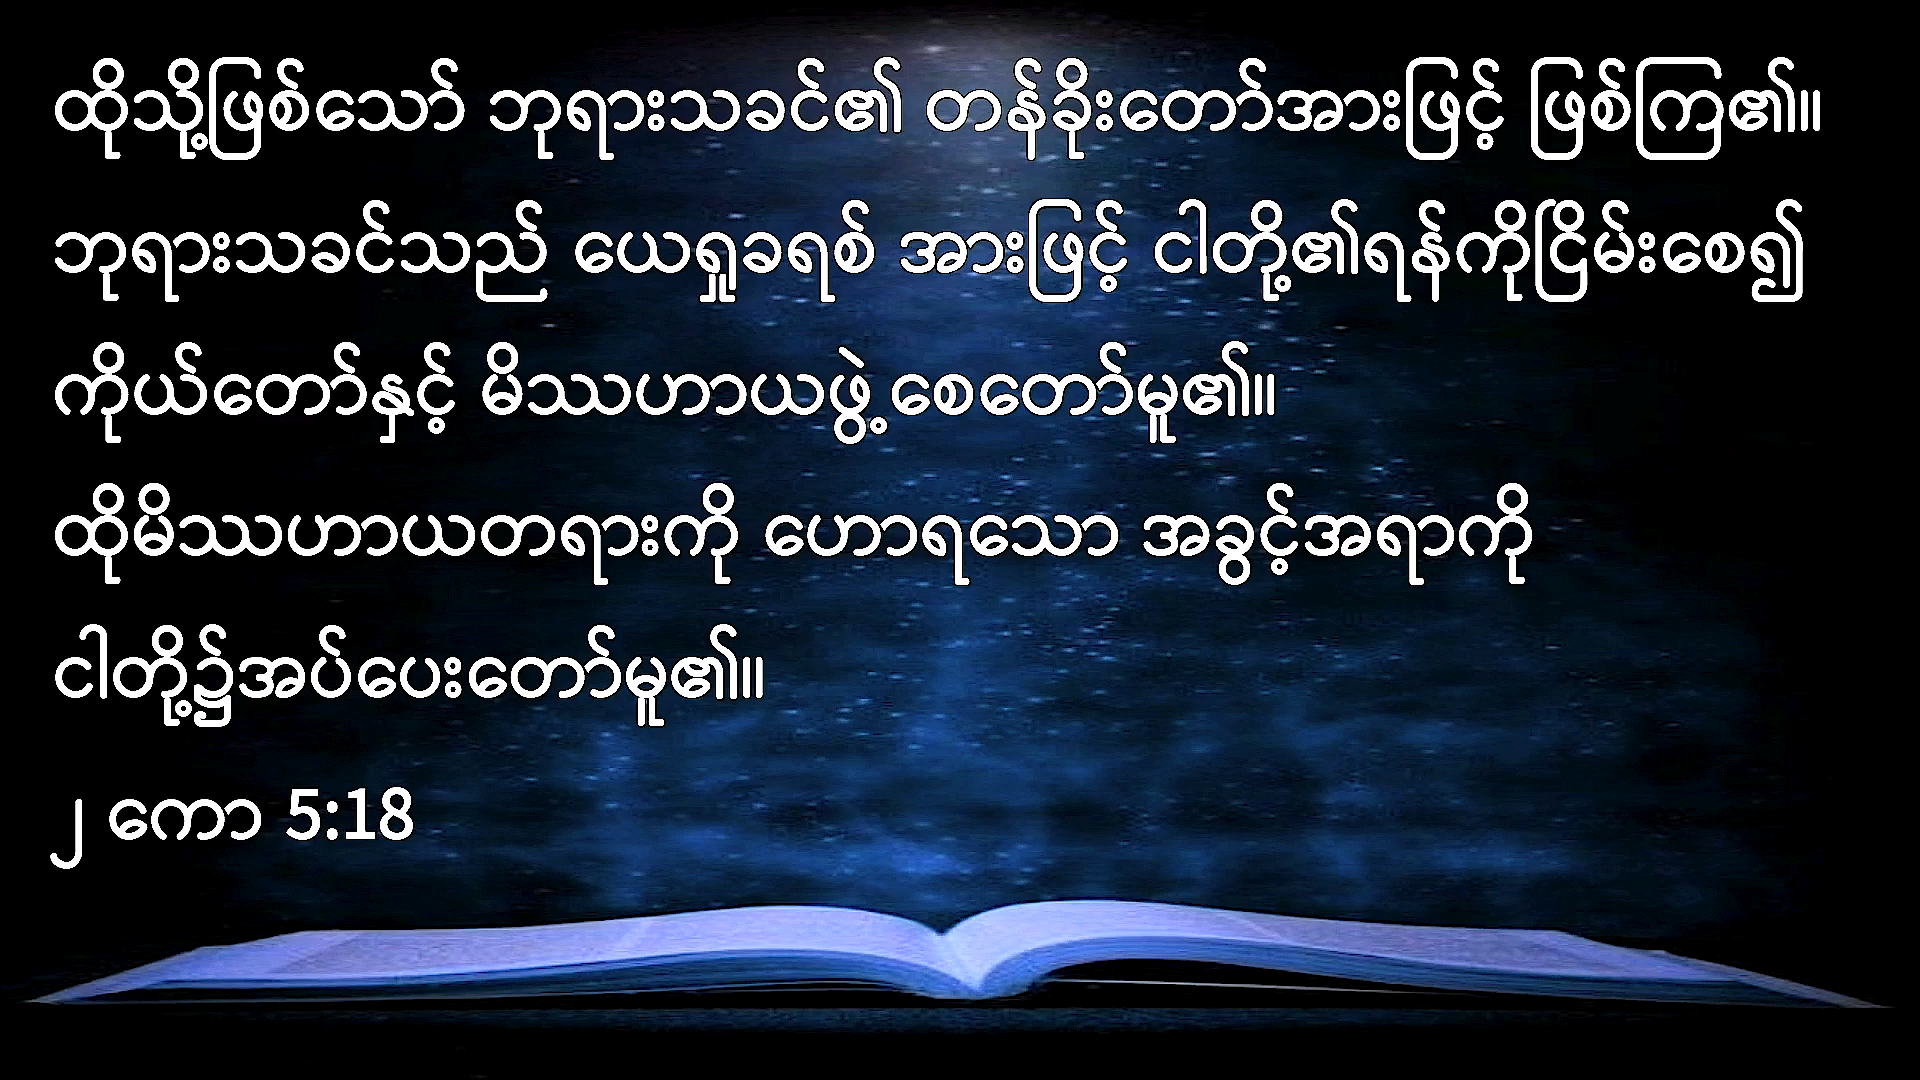 ထိုသို့ဖြစ်သော် ဘုရားသခင်၏ တန်ခိုးတော်အားဖြင့် ဖြစ်ကြ၏။
ဘုရားသခင်သည် ယေရှုခရစ် အားဖြင့် ငါတို့၏ရန်ကိုငြိမ်းစေ၍
ကိုယ်တော်နှင့် မိဿဟာယဖွဲ့စေတော်မူ၏။
ထိုမိဿဟာယတရားကို ဟောရသော အခွင့်အရာကို
ငါတို့၌အပ်ပေးတော်မူ၏။
၂ ကော 5:18